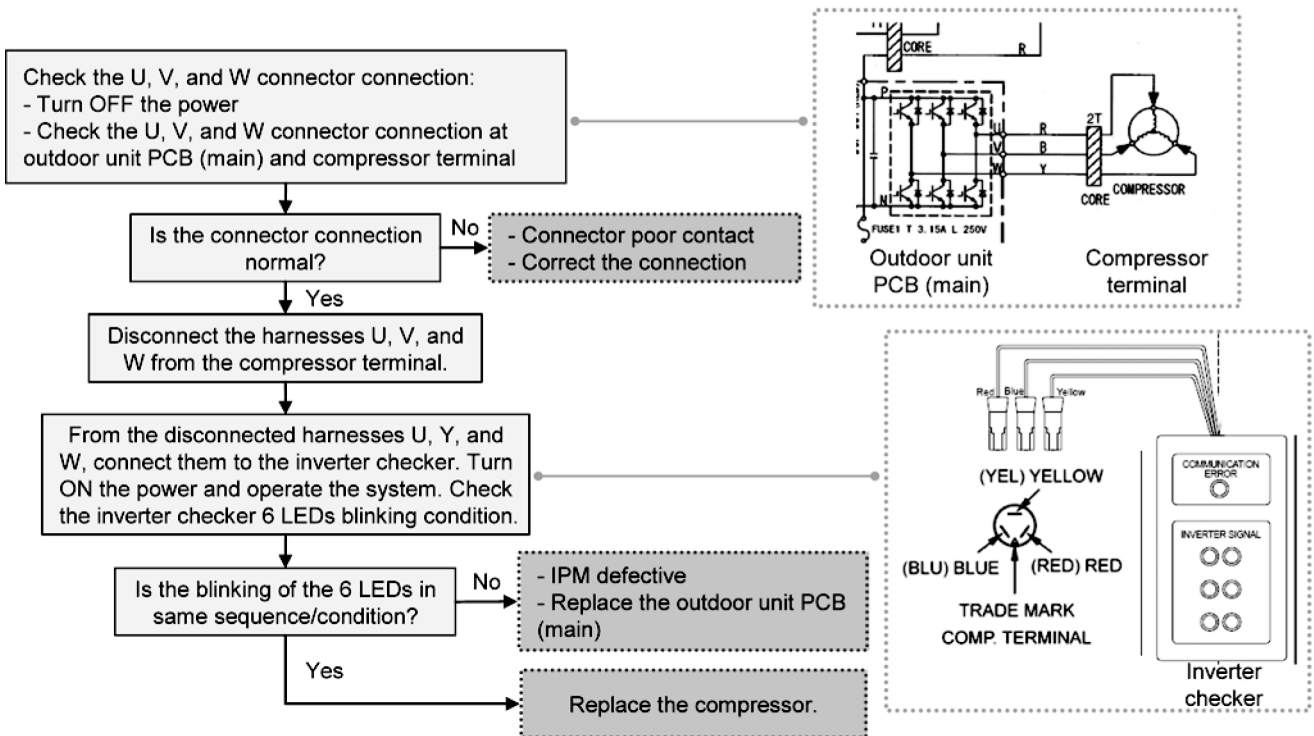 Check the U, V, and W connector connection:
- Turn OFF the power
- Check the U, V, and W connector connection at
outdoor unit PCB (main) and compressor terminal
Is the connector connection
normal?
No
- Connector poor contact
- Correct the connection
Yes
Disconnect the harnesses U, V, and
W from the compressor terminal.
From the disconnected harnesses U, Y, and
W, connect them to the inverter checker. Turn
ON the power and operate the system. Check
the inverter checker 6 LEDs blinking condition.
Is the blinking of the 6 LEDs in
same sequence/condition?
No
- IPM defective
- Replace the outdoor unit PCB
(main)
Yes
Replace the compressor.
CORE
R
P
U
R
2T
V
B
W
Y
N
CORE
COMPRESSOR
FUSE1 T 3.15A L 250V
Outdoor unit
PCB (main)
Compressor
terminal
Red
Blue
Yellow
(YEL) YELLOW
(BLU) BLUE
(RED) RED
TRADE MARK
COMP. TERMINAL
COMMUNICATION
ERROR
INVERTER SIGNAL
Inverter
checker